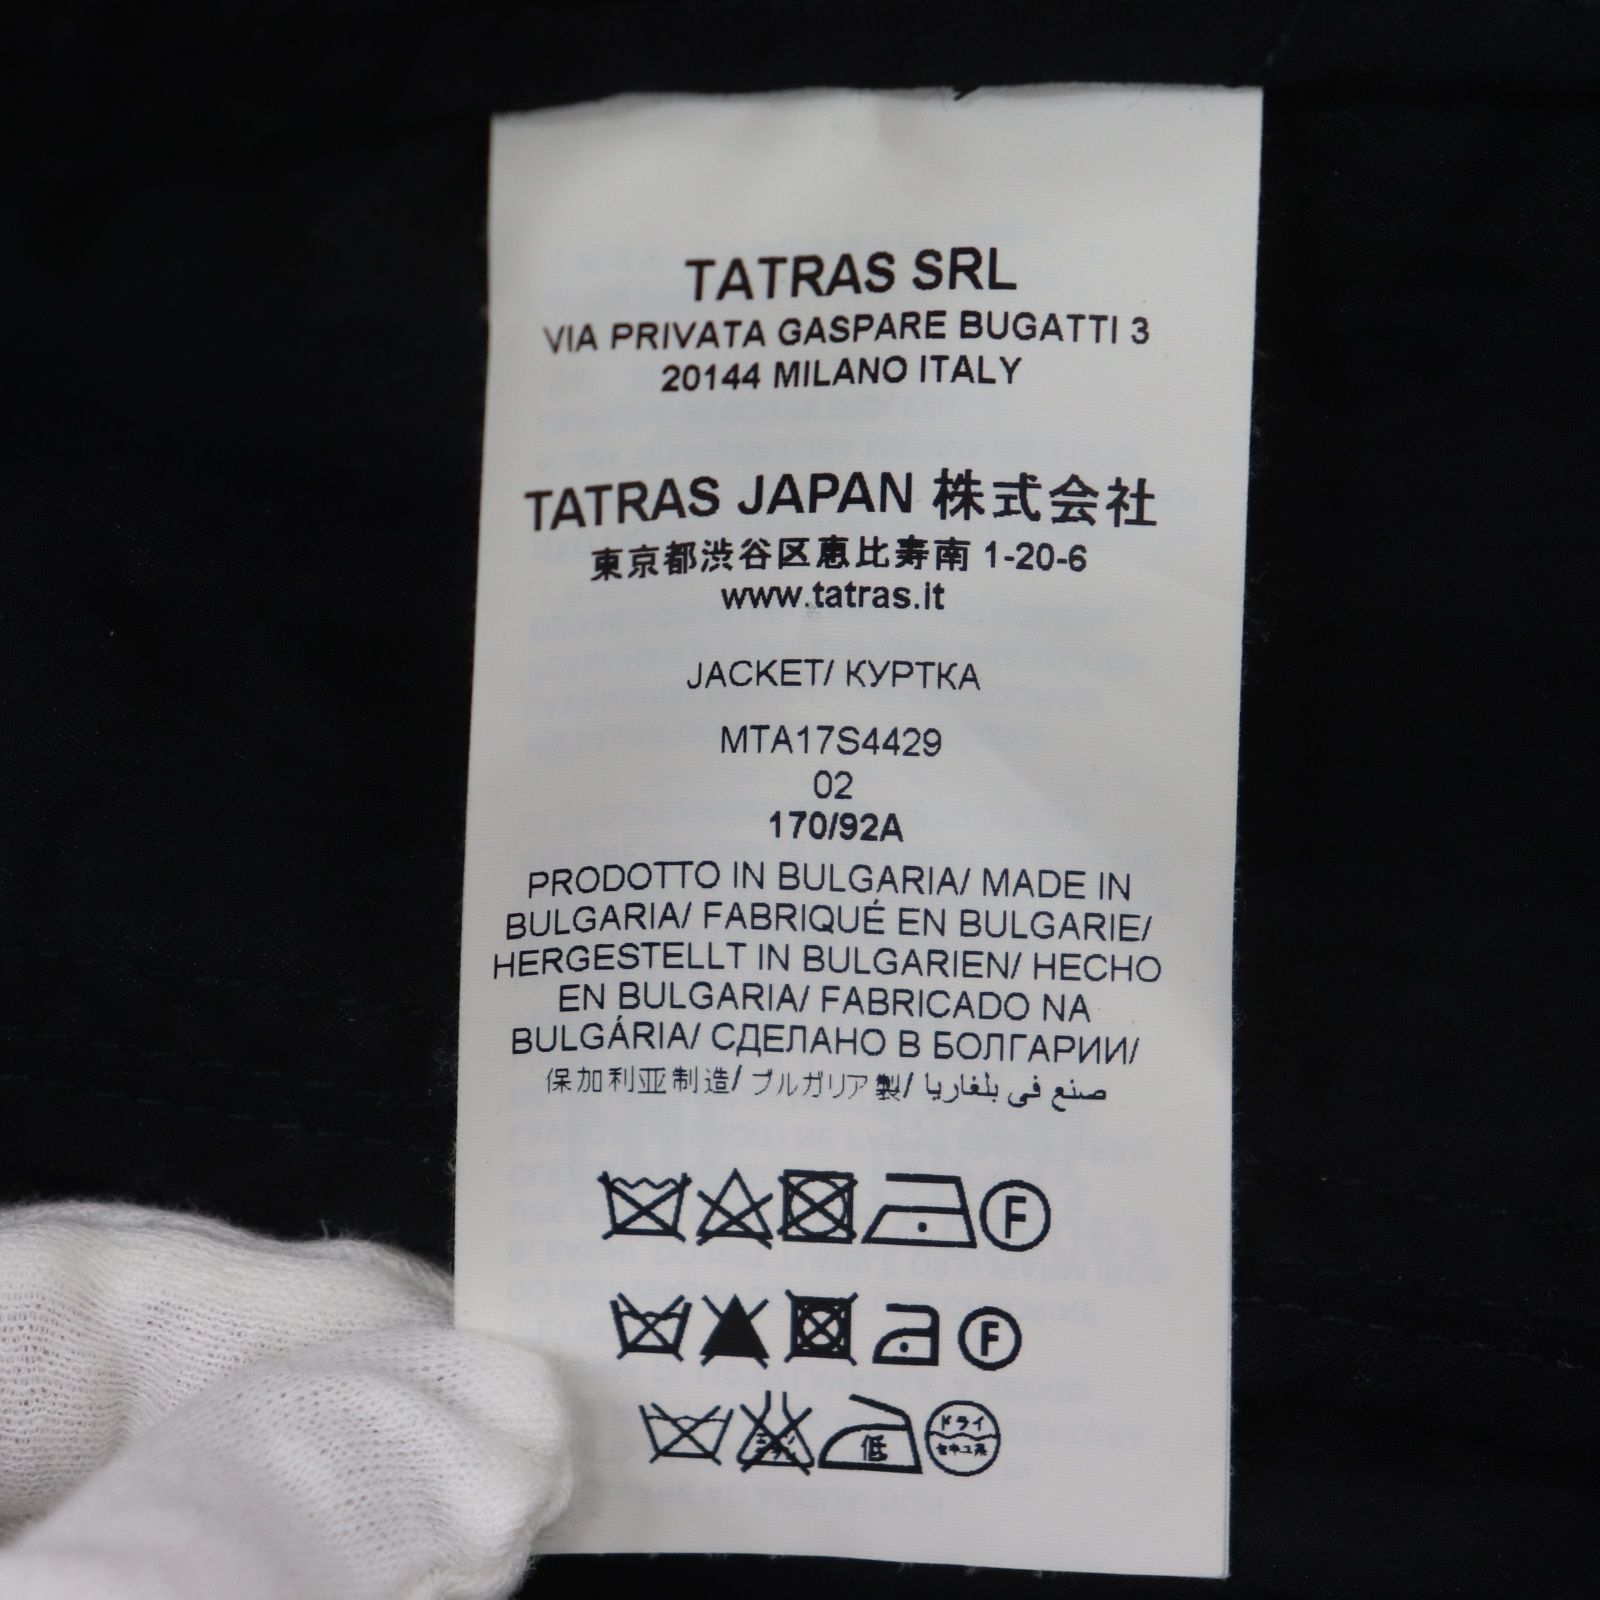 TATRAS SRL
VIA PRIVATA GASPARE BUGATTI 3
20144 MILANO ITALY
TATRAS JAPAN 株式会社
東京都渋谷区恵比寿南 1-20-6
www.tatras.it
JACKET/ КУРТКА
MTA17S4429
02
170/92A
PRODOTTO IN BULGARIA/ MADE IN
BULGARIA/ FABRIQUÉ EN BULGARIE/
HERGESTELLT IN BULGARIEN/ HECHO
EN BULGARIA/ FABRICADO NA
BULGÁRIA/ СДЕЛАНО В БОЛГАРИИ/
保加利亚制造/ ブルガリア製/ صنع في بلغاريا
F
F
低 ドライ
セキユ系